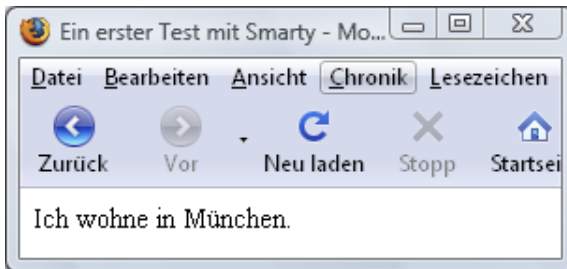 Ein erster Test mit Smarty - Mo...
Datei Bearbeiten Ansicht Chronik Lesezeichen
Zurück Vor Neu laden Stopp Startsei
Ich wohne in München.